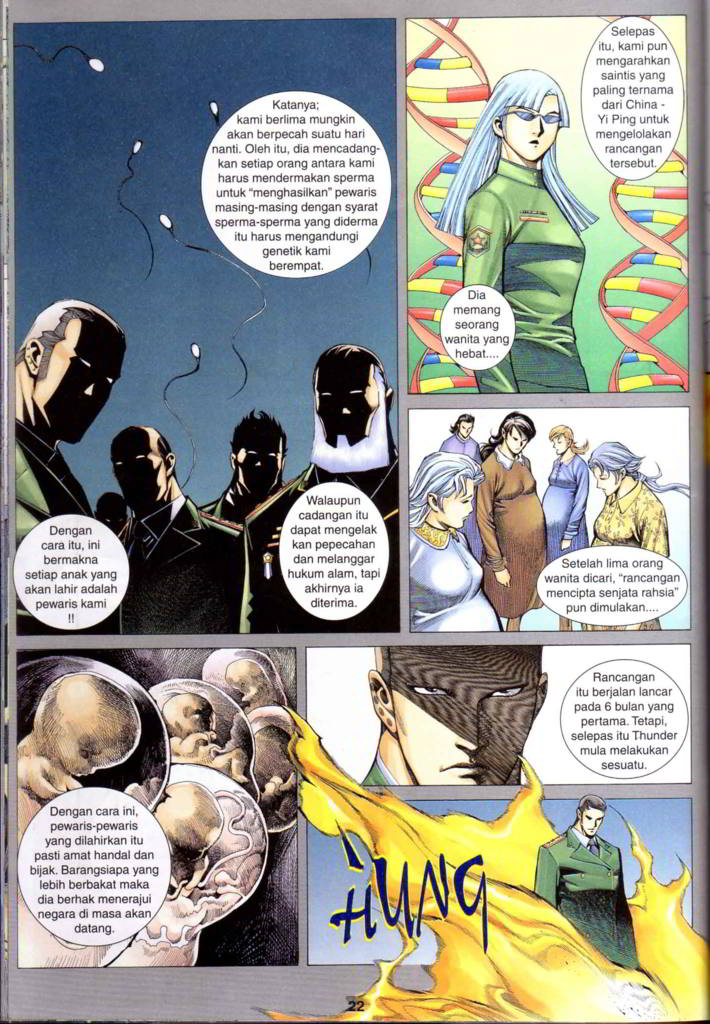 Katanya;
kami berlima mungkin
akan berpecah suatu hari
nanti. Oleh itu, dia mencadang-
kan setiap orang antara kami
harus mendermakan sperma
untuk "menghasilkan" pewaris
masing-masing dengan syarat
sperma-sperma yang diderma
itu harus mengandungi
genetik kami
berempat.
Dengan
cara itu, ini
bermakna
setiap anak yang
akan lahir adalah
pewaris kami
!!
Walaupun
cadangan itu
dapat mengelak
kan pepecahan
dan melanggar
hukum alam, tapi
akhirnya ia
diterima.
Selepas
itu, kami pun
mengarahkan
saintis yang
paling ternama
dari China -
Yi Ping untuk
mengelolakan
rancangan
tersebut.
Dia
memang
seorang
wanita yang
hebat....
Setelah lima orang
wanita dicari, "rancangan
mencipta senjata rahsia"
pun dimulakan....
Dengan cara ini,
pewaris-pewaris
yang dilahirkan itu
pasti amat handal dan
bijak. Barangsiapa yang
lebih berbakat maka
dia berhak menerajui
negara di masa akan
datang.
Rancangan
itu berjalan lancar
pada 6 bulan yang
pertama. Tetapi,
selepas itu Thunder
mula melakukan
sesuatu.
HUNG
22